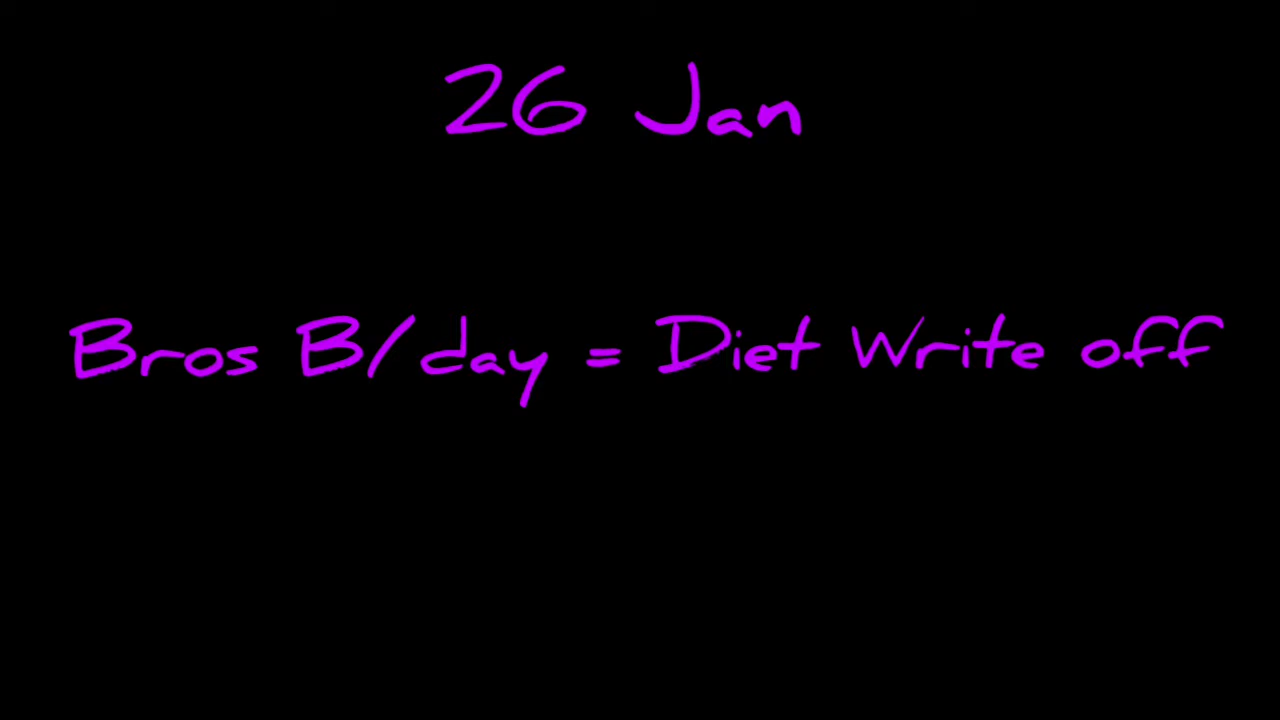 26 Jan
Bros B/day = Diet Write off